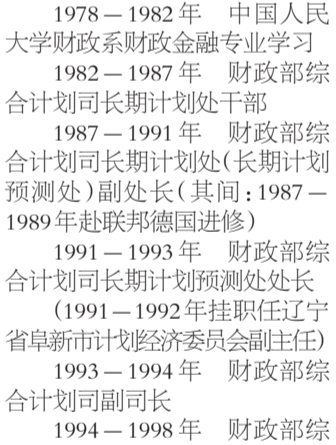 1978－1982年　中国人民
大学财政系财政金融专业学习
1982－1987年　财政部综
合计划司长期计划处干部
1987－1991年　财政部综
合计划司长期计划处(长期计划
预测处)副处长(其间:1987－
1989年赴联邦德国进修)
1991－1993年　财政部综
合计划司长期计划预测处处长
(1991－1992年挂职任辽宁
省阜新市计划经济委员会副主任)
1993－1994年　财政部综
合计划司副司长
1994－1998年　财政部综